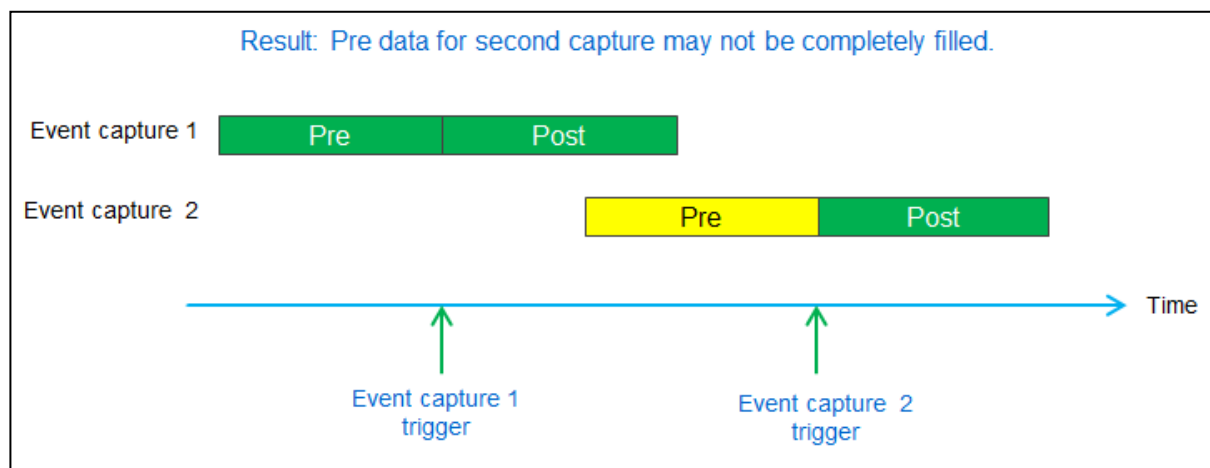 Result: Pre data for second capture may not be completely filled.
Event capture 1
Pre
Post
Event capture 2
Pre
Post
Time
Event capture 1
trigger
Event capture 2
trigger